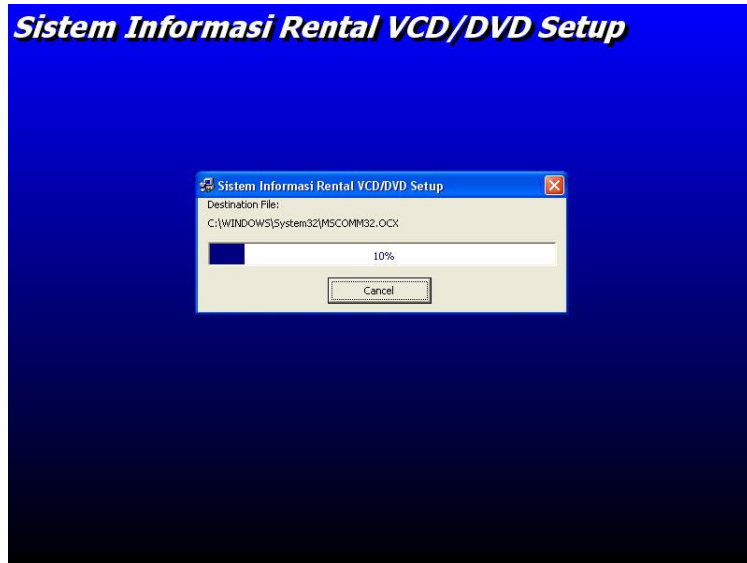 Sistem Informasi Rental VCD/DVD Setup
Sistem Informasi Rental VCD/DVD Setup
Destination File:
C:\WINDOWS\System32\MSCOMM32.OCX
10%
Cancel